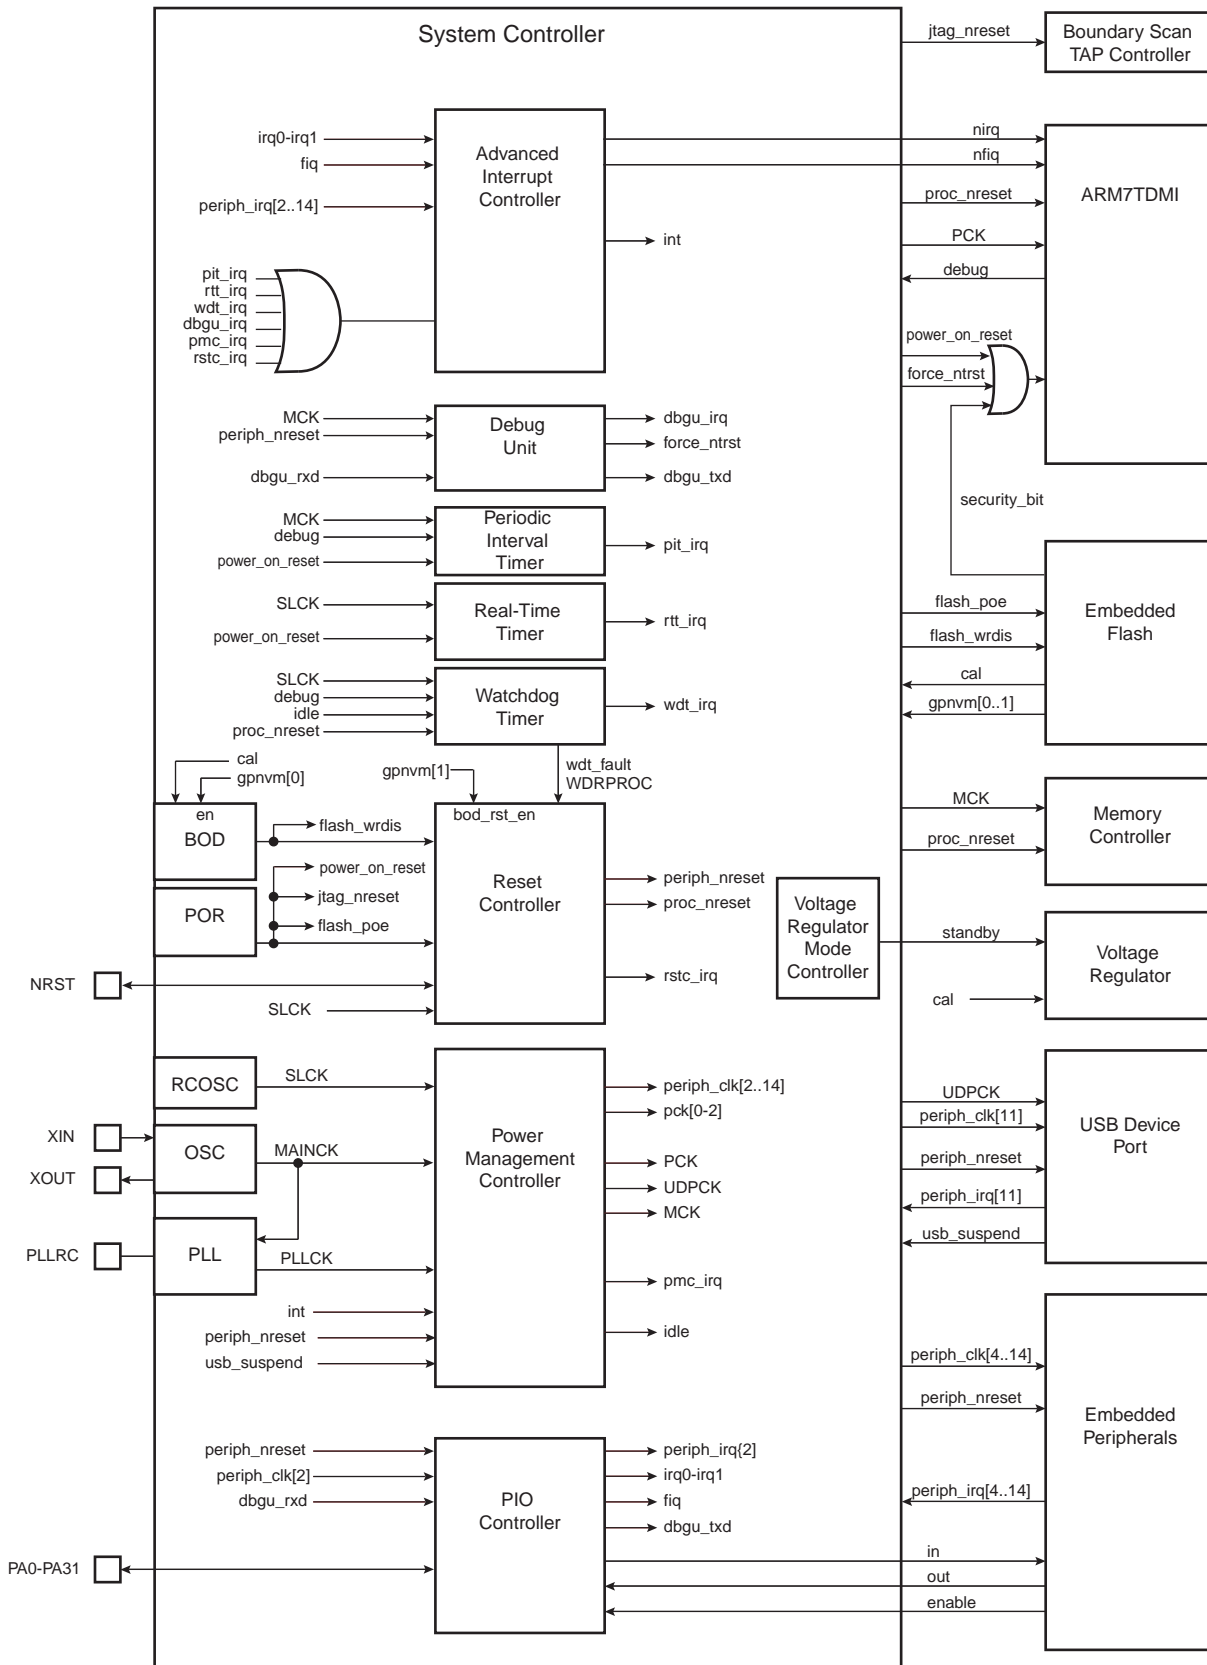 System Controller
jtag_nreset
Boundary Scan
TAP Controller
irq0-irq1
fiq
periph_irq[2..14]
Advanced
Interrupt
Controller
int
nirq
nfiq
proc_nreset
PCK
debug
ARM7TDMI
pit_irq
rtt_irq
wdt_irq
dbgu_irq
pmc_irq
rstc_irq
power_on_reset
force_ntrst
security_bit
MCK
periph_nreset
dbgu_rxd
Debug
Unit
dbgu_irq
force_ntrst
dbgu_txd
MCK
debug
power_on_reset
Periodic
Interval
Timer
pit_irq
SLCK
power_on_reset
Real-Time
Timer
rtt_irq
flash_poe
flash_wrdis
cal
gpnvm[0..1]
Embedded
Flash
SLCK
debug
idle
proc_nreset
Watchdog
Timer
wdt_irq
cal
gpnvm[0]
en
BOD
flash_wrdis
gpnvm[1]
wdt_fault
WDRPROC
bod_rst_en
Reset
Controller
POR
power_on_reset
jtag_nreset
flash_poe
periph_nreset
proc_nreset
rstc_irq
NRST
SLCK
MCK
proc_nreset
Memory
Controller
Voltage
Regulator
Mode
Controller
standby
cal
Voltage
Regulator
RCOSC
SLCK
XIN
XOUT
OSC
MAINCK
PLLRC
PLL
PLLCK
int
periph_nreset
usb_suspend
Power
Management
Controller
periph_clk[2..14]
pck[0-2]
PCK
UDPCK
MCK
pmc_irq
idle
UDPCK
periph_clk[11]
periph_nreset
periph_irq[11]
usb_suspend
USB Device
Port
periph_nreset
periph_clk[2]
dbgu_rxd
PA0-PA31
PIO
Controller
periph_irq{2]
irq0-irq1
fiq
dbgu_txd
periph_clk[4..14]
periph_nreset
periph_irq[4..14]
in
out
enable
Embedded
Peripherals